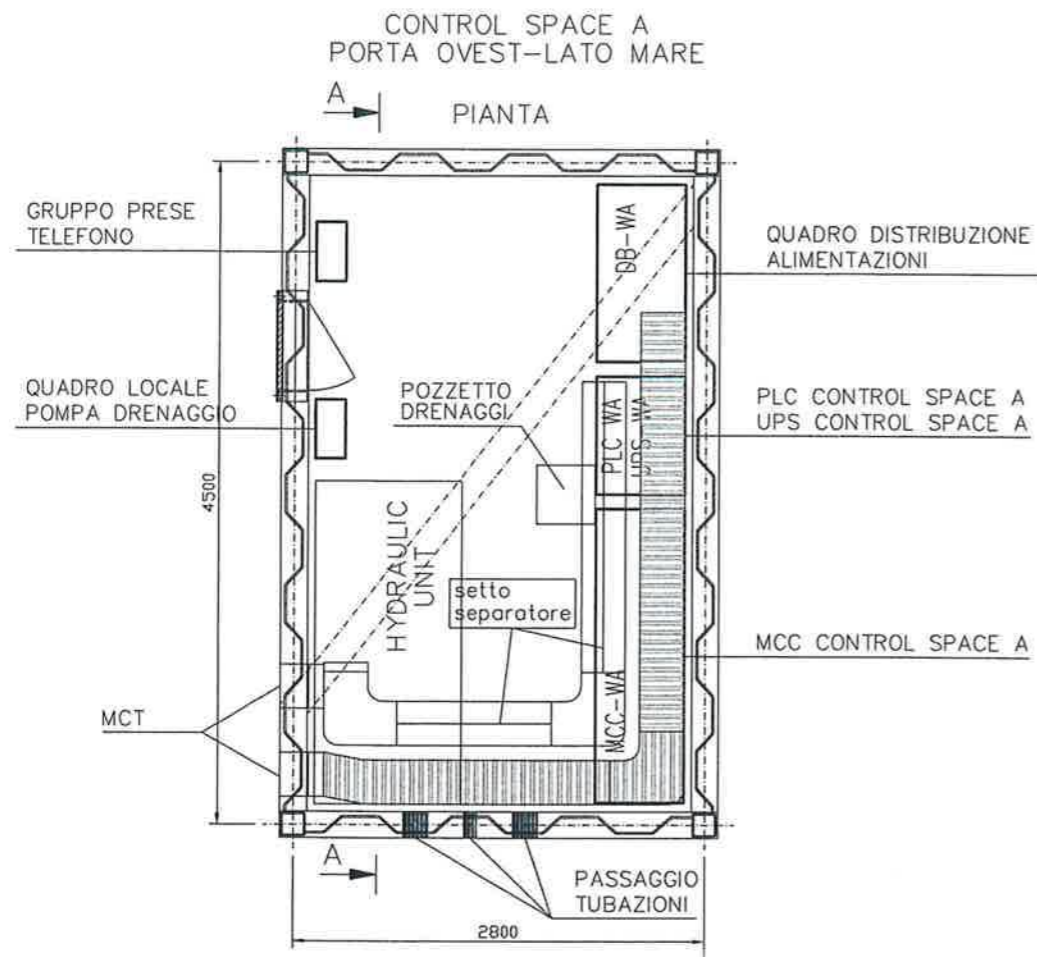 CONTROL SPACE A
PORTA OVEST-LATO MARE
A
PIANTA
GRUPPO PRESE
TELEFONO
DB-WA
QUADRO DISTRIBUZIONE
ALIMENTAZIONI
QUADRO LOCALE
POMPA DRENAGGIO
POZZETTO
DRENAGGI
PLC WA
UPS-WA
PLC CONTROL SPACE A
UPS CONTROL SPACE A
4500
HYDRAULIC
UNIT
setto
separatore
MCC-WA
MCC CONTROL SPACE A
MCT
A
PASSAGGIO
TUBAZIONI
2800